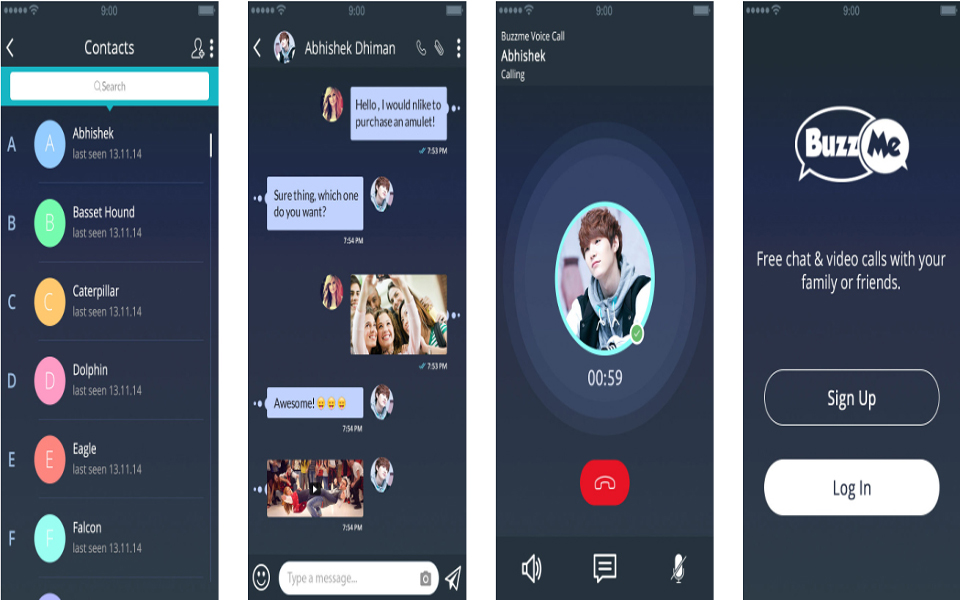 9:00
Contacts
Search
A
A
Abhishek
last seen 13.11.14
B
B
Basset Hound
last seen 13.11.14
C
C
Caterpillar
last seen 13.11.14
D
D
Dolphin
last seen 13.11.14
E
E
Eagle
last seen 13.11.14
F
F
Falcon
last seen 13.11.14
9:00
Abhishek Dhiman
Hello , I would nlike to
purchase an amulet!
7:53 PM
Sure thing, which one
do you want?
7:54 PM
7:53 PM
Awesome! 😀😀😀
7:54 PM
7:54 PM
Type a message...
9:00
Buzzme Voice Call
Abhishek
Calling
00:59
9:00
BuzzMe
Free chat & video calls with your
family or friends.
Sign Up
Log In